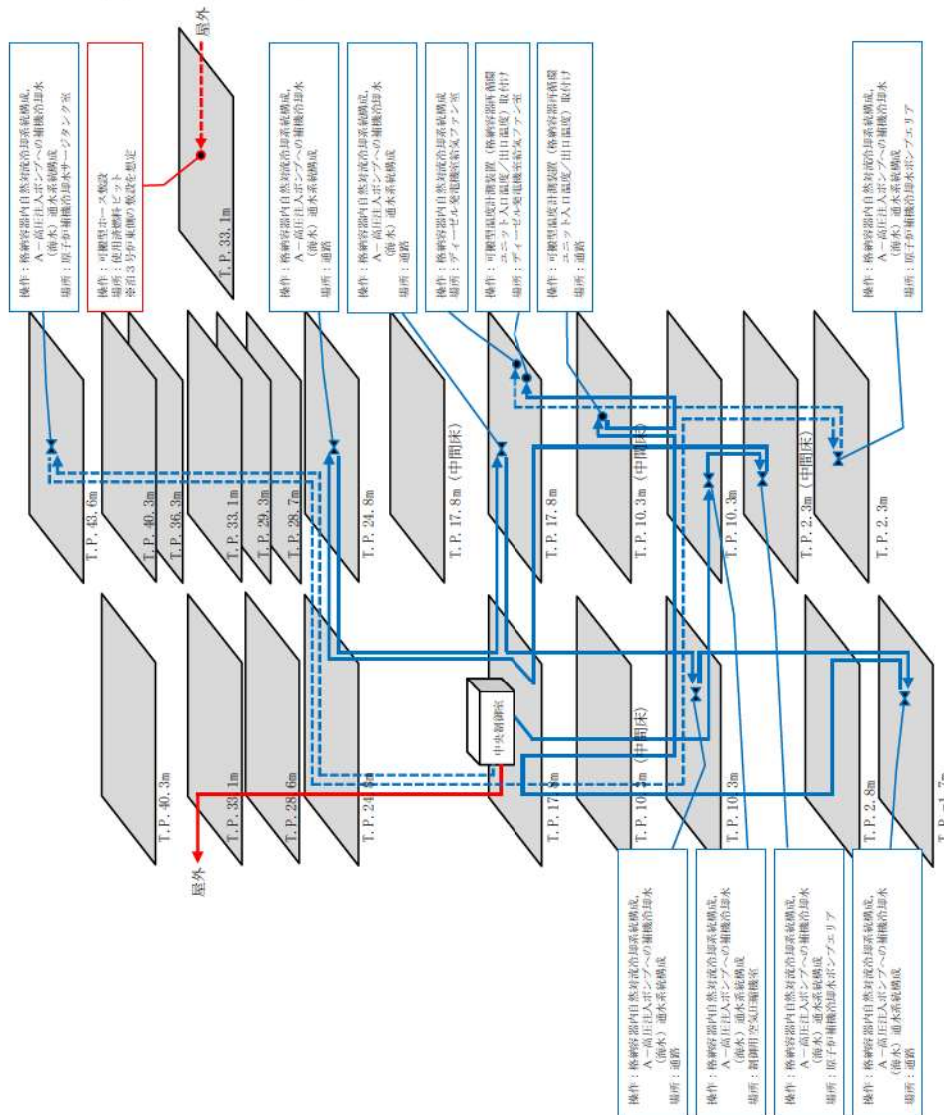 操作：格納容器内自然対流冷却系統構成，
A－高圧注入ポンプへの補機冷却水
（海水）通水系統構成
場所：原子炉補機冷却水サージタンク室
操作：可搬型ホース敷設
場所：使用済燃料ピット
※泊３号炉東側の敷設を想定
屋外
T.P.33.1m
操作：格納容器内自然対流冷却系統構成，
A－高圧注入ポンプへの補機冷却水
（海水）通水系統構成
場所：通路
操作：格納容器内自然対流冷却系統構成，
A－高圧注入ポンプへの補機冷却水
（海水）通水系統構成
場所：通路
操作：格納容器内自然対流冷却系統構成
場所：ディーゼル発電機室給気ファン室
操作：可搬型温度計測装置（格納容器再循環
ユニット入口温度／出口温度）取付け
場所：ディーゼル発電機室給気ファン室
操作：可搬型温度計測装置（格納容器再循環
ユニット入口温度／出口温度）取付け
場所：通路
操作：格納容器内自然対流冷却系統構成，
A－高圧注入ポンプへの補機冷却水
（海水）通水系統構成
場所：原子炉補機冷却水ポンプエリア
T.P.43.6m
T.P.40.3m
T.P.36.3m
T.P.33.1m
T.P.29.3m
T.P.28.7m
T.P.24.8m
T.P.17.8m（中間床）
T.P.17.8m
T.P.10.3m（中間床）
T.P.10.3m
T.P.2.3m（中間床）
T.P.2.3m
中央制御室
屋外
T.P.40.3m
T.P.33.1m
T.P.28.6m
T.P.24.8m
T.P.17.8m
T.P.10.3m（中間床）
T.P.10.3m
T.P.2.8m
T.P.-1.7m
操作：格納容器内自然対流冷却系統構成，
A－高圧注入ポンプへの補機冷却水
（海水）通水系統構成
場所：通路
操作：格納容器内自然対流冷却系統構成，
A－高圧注入ポンプへの補機冷却水
（海水）通水系統構成
場所：制御用空気圧縮機室
操作：格納容器内自然対流冷却系統構成，
A－高圧注入ポンプへの補機冷却水
（海水）通水系統構成
場所：原子炉補機冷却水ポンプエリア
操作：格納容器内自然対流冷却系統構成，
A－高圧注入ポンプへの補機冷却水
（海水）通水系統構成
場所：通路